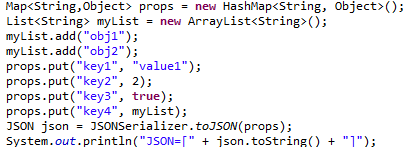 Map<String,Object> props = new HashMap<String, Object>();
List<String> myList = new ArrayList<String>();
myList.add("obj1");
myList.add("obj2");
props.put("key1", "value1");
props.put("key2", 2);
props.put("key3", true);
props.put("key4", myList);
JSON json = JSONSerializer.toJSON(props);
System.out.println("JSON=[" + json.toString() + "]");